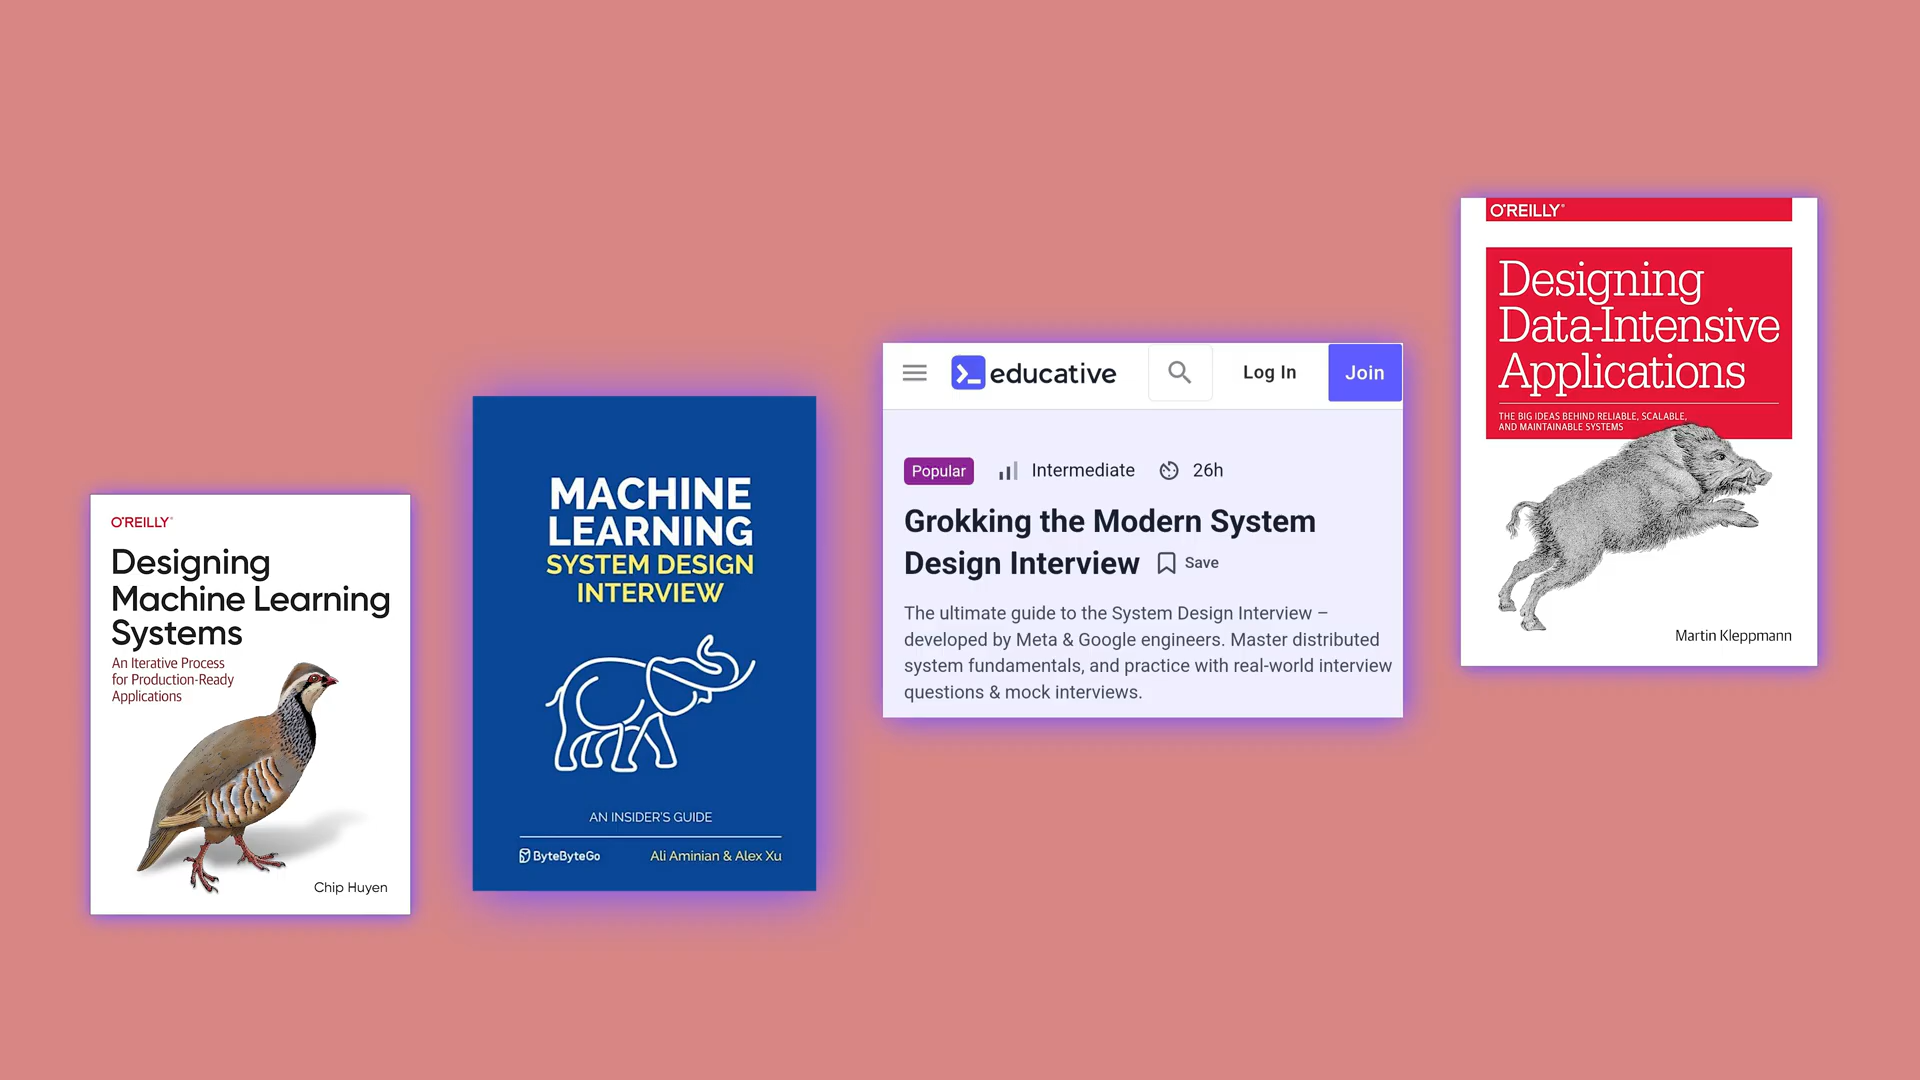 O'REILLY®
Designing
Machine Learning
Systems
An Iterative Process
for Production-Ready
Applications
Chip Huyen
MACHINE
LEARNING
SYSTEM DESIGN
INTERVIEW
AN INSIDER'S GUIDE
ByteByteGo
Ali Aminian & Alex Xu
educative
Log In
Join
Popular
Intermediate
26h
Grokking the Modern System
Design Interview
Save
The ultimate guide to the System Design Interview –
developed by Meta & Google engineers. Master distributed
system fundamentals, and practice with real-world interview
questions & mock interviews.
O'REILLY®
Designing
Data-Intensive
Applications
THE BIG IDEAS BEHIND RELIABLE, SCALABLE,
AND MAINTAINABLE SYSTEMS
Martin Kleppmann